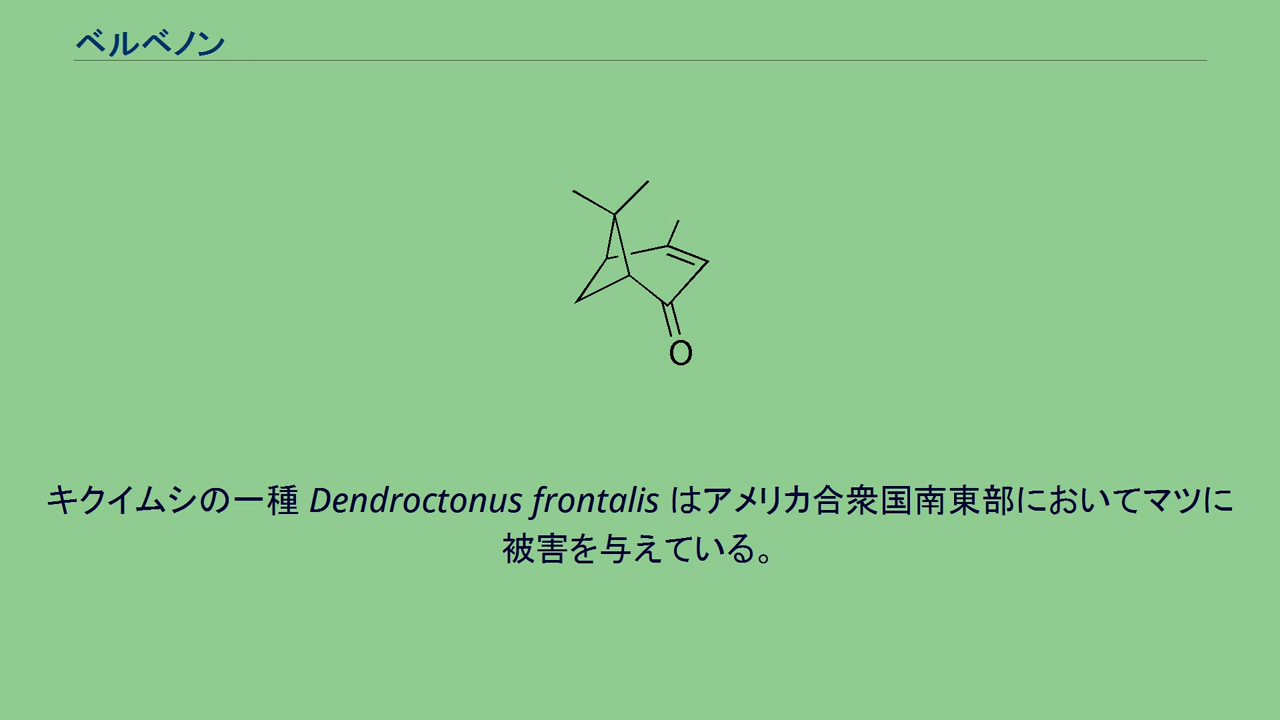 ベルベノン
O
キクイムシの一種 Dendroctonus frontalis はアメリカ合衆国南東部においてマツに
被害を与えている。